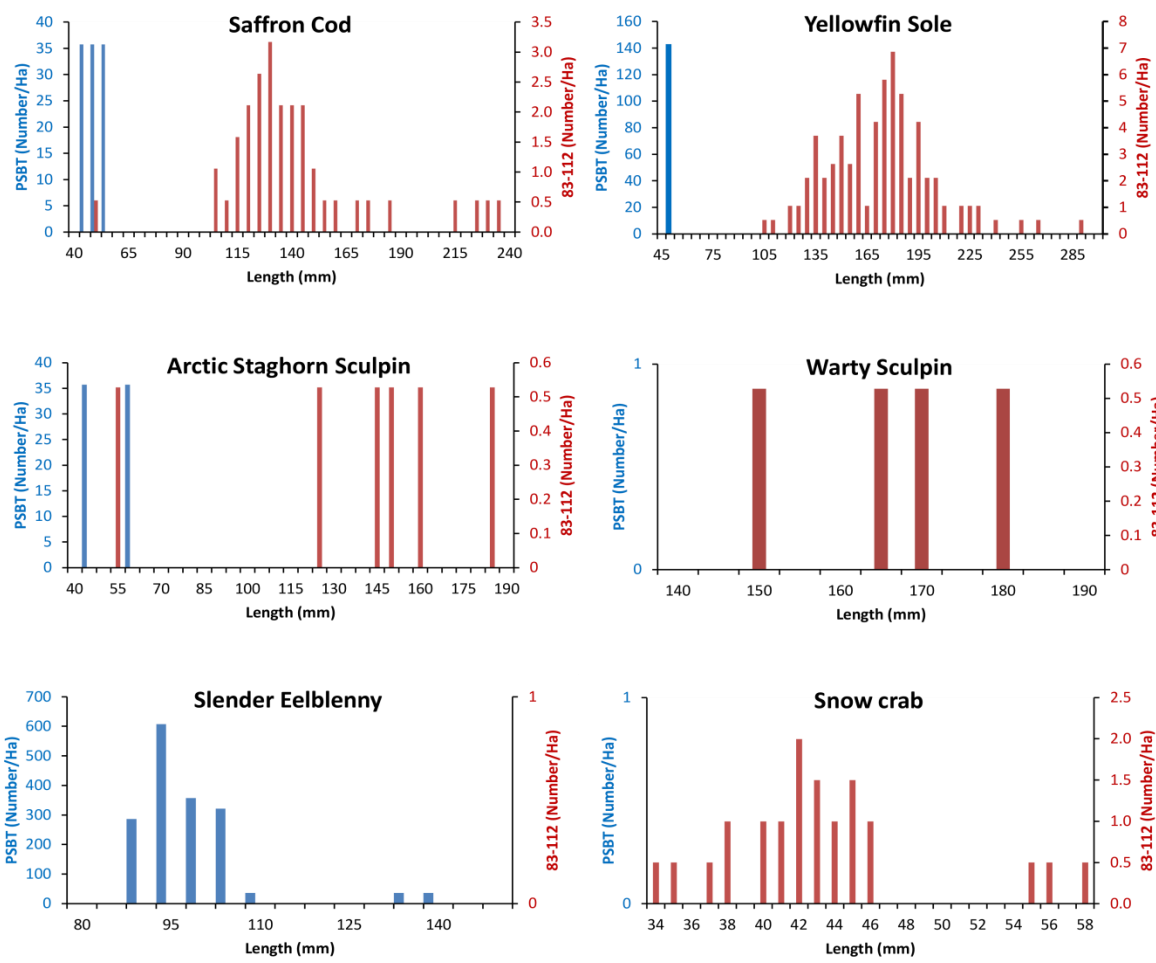 Saffron Cod
PSBT (Number/Ha)
40
35
30
25
20
15
10
5
0
3.5
3.0
2.5
2.0
1.5
1.0
0.5
0.0
83-112 (Number/Ha)
40 65 90 115 140 165 190 215 240
Length (mm)
Yellowfin Sole
PSBT (Number/Ha)
160
140
120
100
80
60
40
20
0
8
7
6
5
4
3
2
1
0
83-112 (Number/Ha)
45 75 105 135 165 195 225 255 285
Length (mm)
Arctic Staghorn Sculpin
PSBT (Number/Ha)
40
35
30
25
20
15
10
5
0
0.6
0.5
0.4
0.3
0.2
0.1
0
83-112 (Number/Ha)
40 55 70 85 100 115 130 145 160 175 190
Length (mm)
Warty Sculpin
PSBT (Number/Ha)
1
0
0.6
0.5
0.4
0.3
0.2
0.1
0
83-112 (Number/Ha)
140 150 160 170 180 190
Length (mm)
Slender Eelblenny
PSBT (Number/Ha)
700
600
500
400
300
200
100
0
1
0
83-112 (Number/Ha)
80 95 110 125 140
Length (mm)
Snow crab
PSBT (Number/Ha)
1
0
2.5
2.0
1.5
1.0
0.5
0.0
83-112 (Number/Ha)
34 36 38 40 42 44 46 48 50 52 54 56 58
Length (mm)